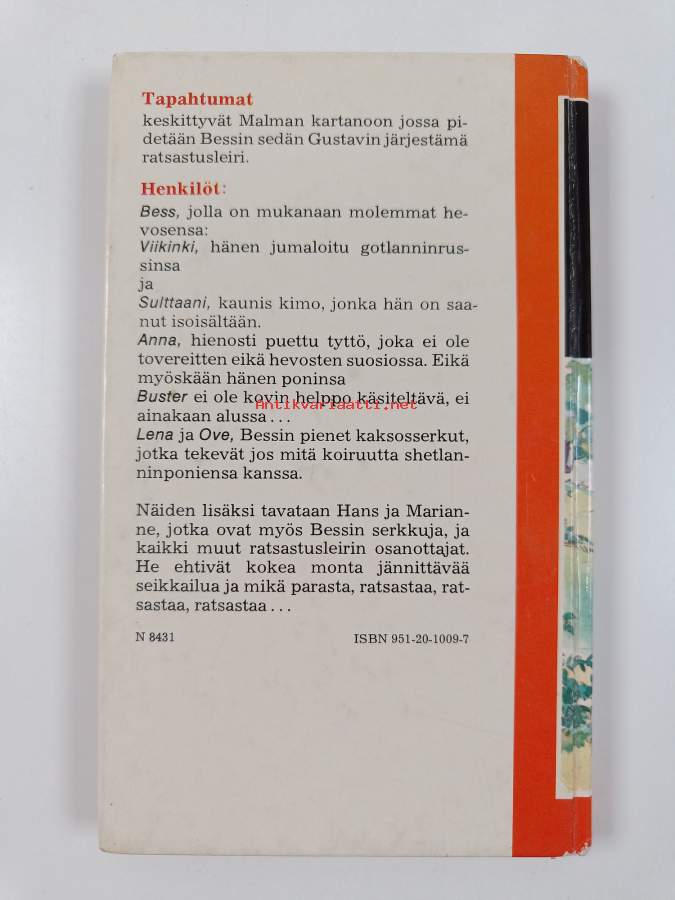 Tapahtumat
keskittyvät Malman kartanoon jossa pi-
detään Bessin sedän Gustavin järjestämä
ratsastusleiri.
Henkilöt:
Bess, jolla on mukanaan molemmat he-
vosensa:
Viikinki, hänen jumaloitu gotlanninrus-
sinsa
ja
Sulttaani, kaunis kimo, jonka hän on saa-
nut isoisältään.
Anna, hienosti puettu tyttö, joka ei ole
tovereitten eikä hevosten suosiossa. Eikä
myöskään hänen poninsa
Buster ei ole kovin helppo käsiteltävä, ei
Antikvariaatti.net
ainakaan alussa...
Lena ja Ove, Bessin pienet kaksosserkut,
jotka tekevät jos mitä koiruutta shetlan-
ninponiensa kanssa.
Näiden lisäksi tavataan Hans ja Marian-
ne, jotka ovat myös Bessin serkkuja, ja
kaikki muut ratsastusleirin osanottajat.
He ehtivät kokea monta jännittävää
seikkailua ja mikä parasta, ratsastaa, rat-
sastaa, ratsastaa...
N 8431 ISBN 951-20-1009-7